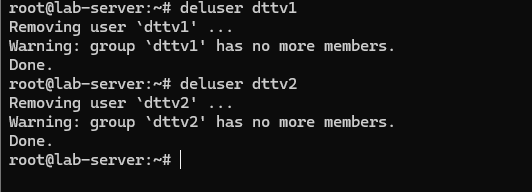 root@lab-server:~# deluser dttv1
Removing user `dttv1' ...
Warning: group `dttv1' has no more members.
Done.
root@lab-server:~# deluser dttv2
Removing user `dttv2' ...
Warning: group `dttv2' has no more members.
Done.
root@lab-server:~#